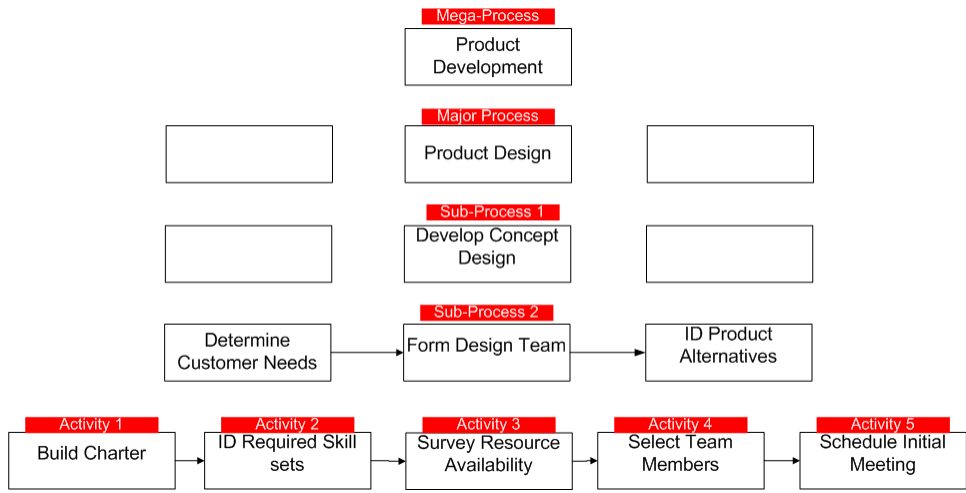 Mega-Process
Product
Development
Major Process
Product Design
Sub-Process 1
Develop Concept
Design
Sub-Process 2
Determine
Customer Needs
Form Design Team
ID Product
Alternatives
Activity 1
Build Charter
Activity 2
ID Required Skill
sets
Activity 3
Survey Resource
Availability
Activity 4
Select Team
Members
Activity 5
Schedule Initial
Meeting